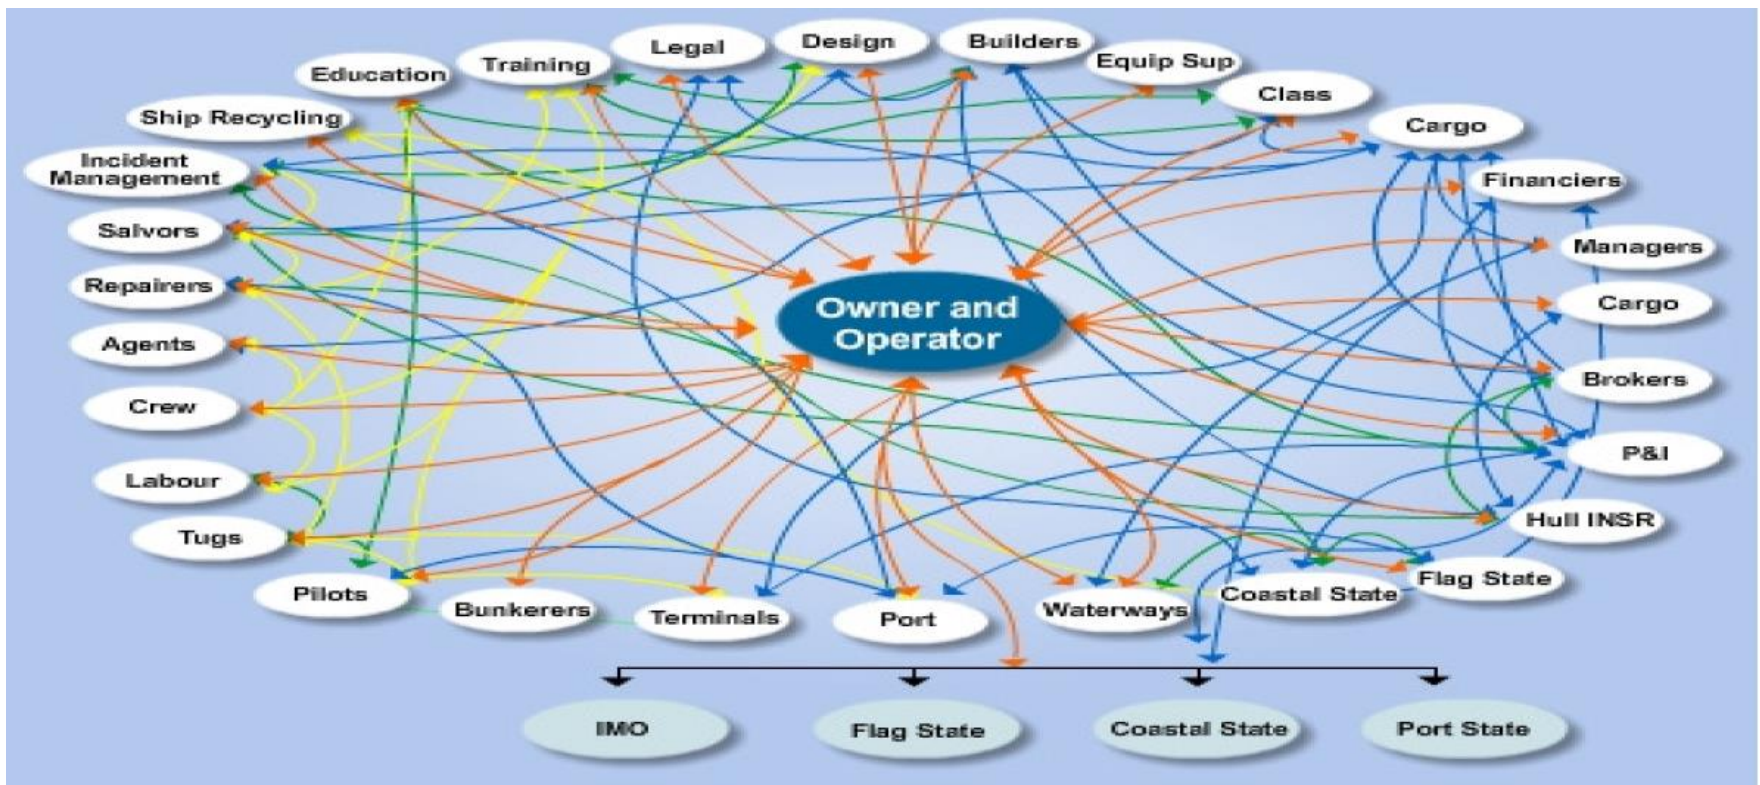 Legal
Design
Builders
Education
Training
Equip Sup
Class
Ship Recycling
Cargo
Incident
Management
Financiers
Salvors
Managers
Repairers
Cargo
Owner and
Operator
Agents
Brokers
Crew
P&I
Labour
Hull INSR
Tugs
Flag State
Pilots
Bunkerers
Terminals
Port
Waterways
Coastal State
IMO
Flag State
Coastal State
Port State